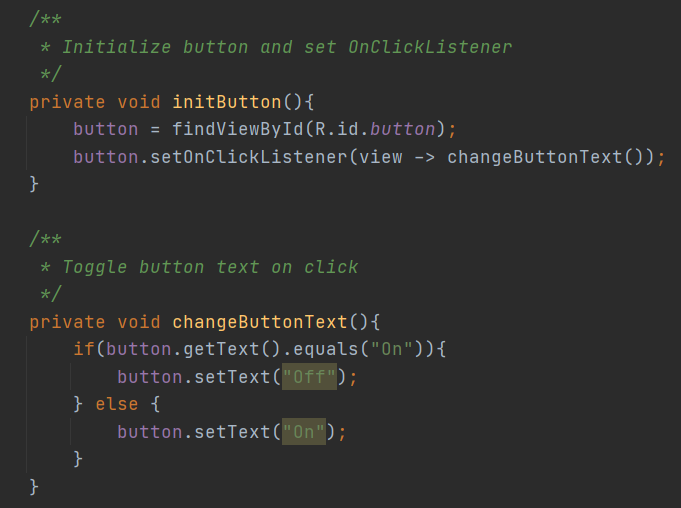 /**
 * Initialize button and set OnClickListener
 */
private void initButton(){
    button = findViewById(R.id.button);
    button.setOnClickListener(view -> changeButtonText());
}

/**
 * Toggle button text on click
 */
private void changeButtonText(){
    if(button.getText().equals("On")){
        button.setText("Off");
    } else {
        button.setText("On");
    }
}